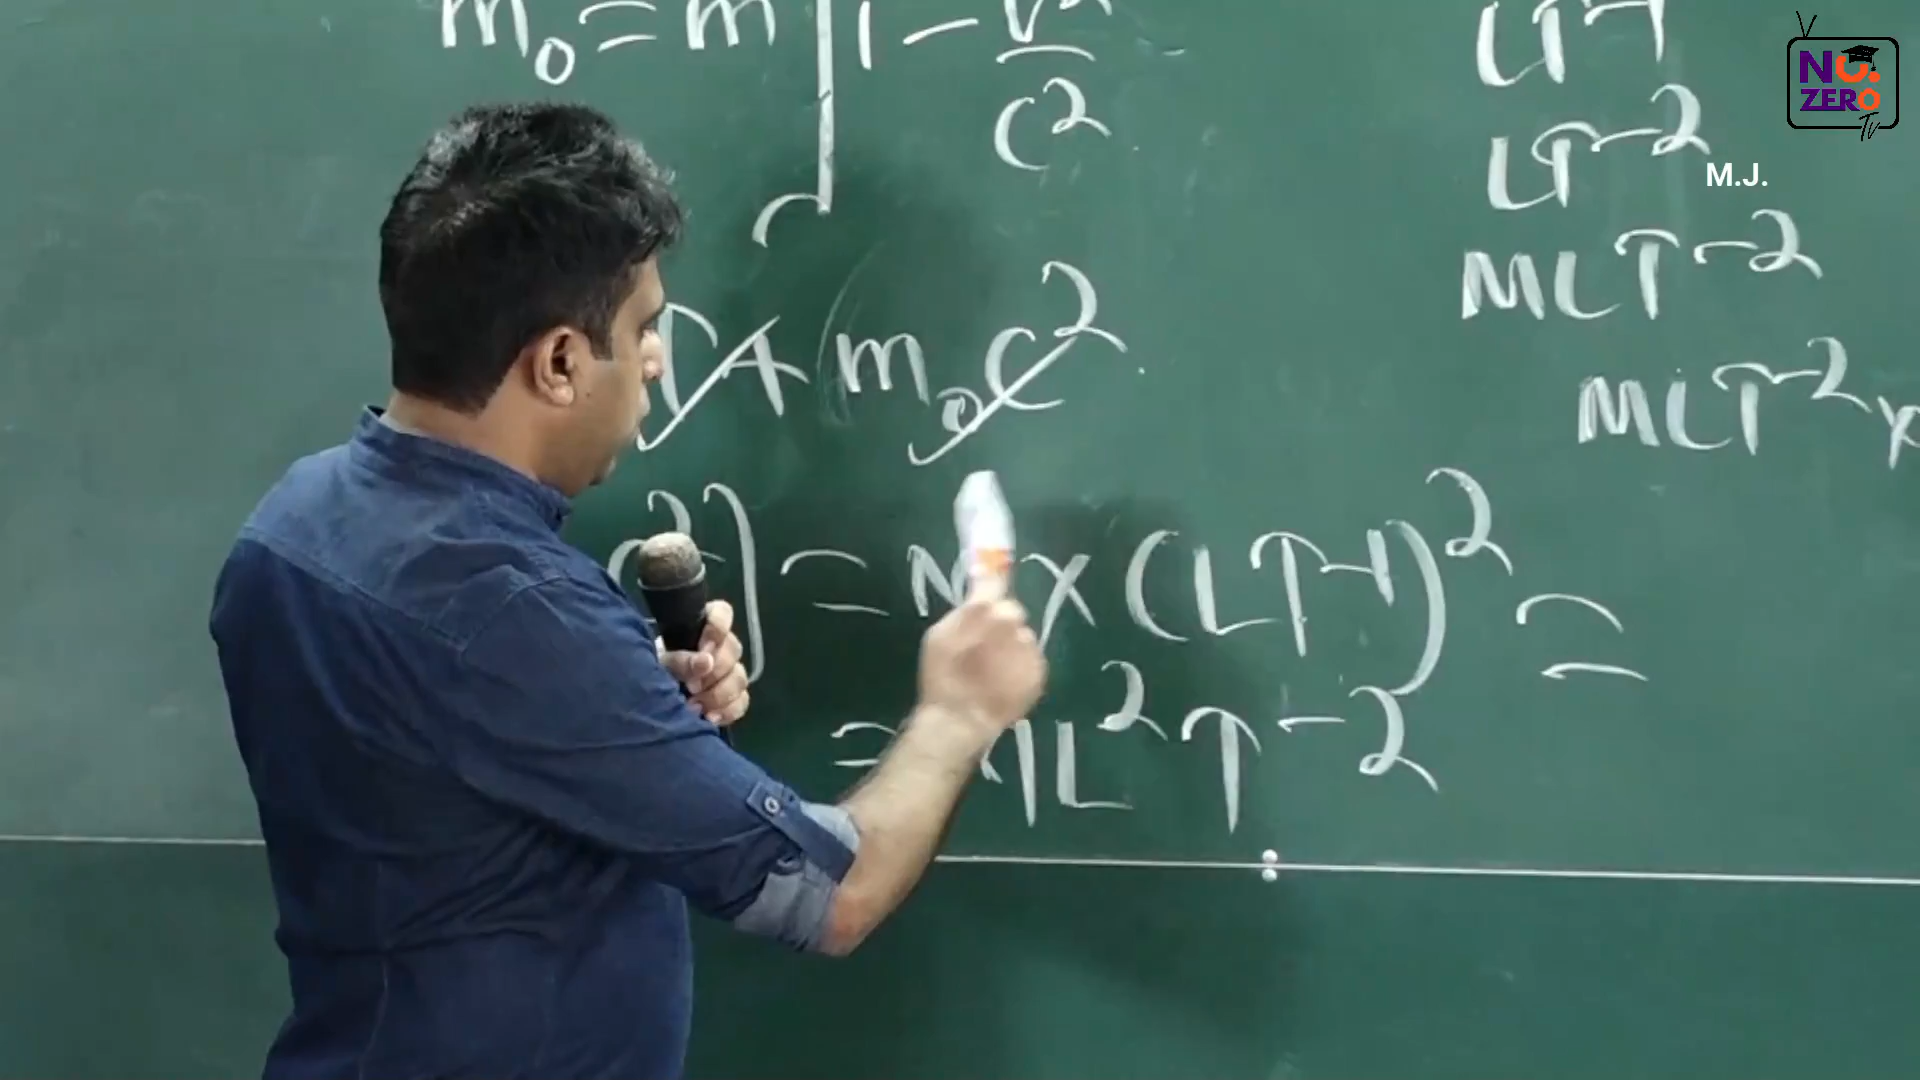 m₀ = m √1 - v²/c²
m₀c²
c²] = M × (LT⁻¹)² =
= ML²T⁻²
LT⁻¹
LT⁻²
MLT⁻²
MLT⁻² ×
NO. ZERO TV
M.J.